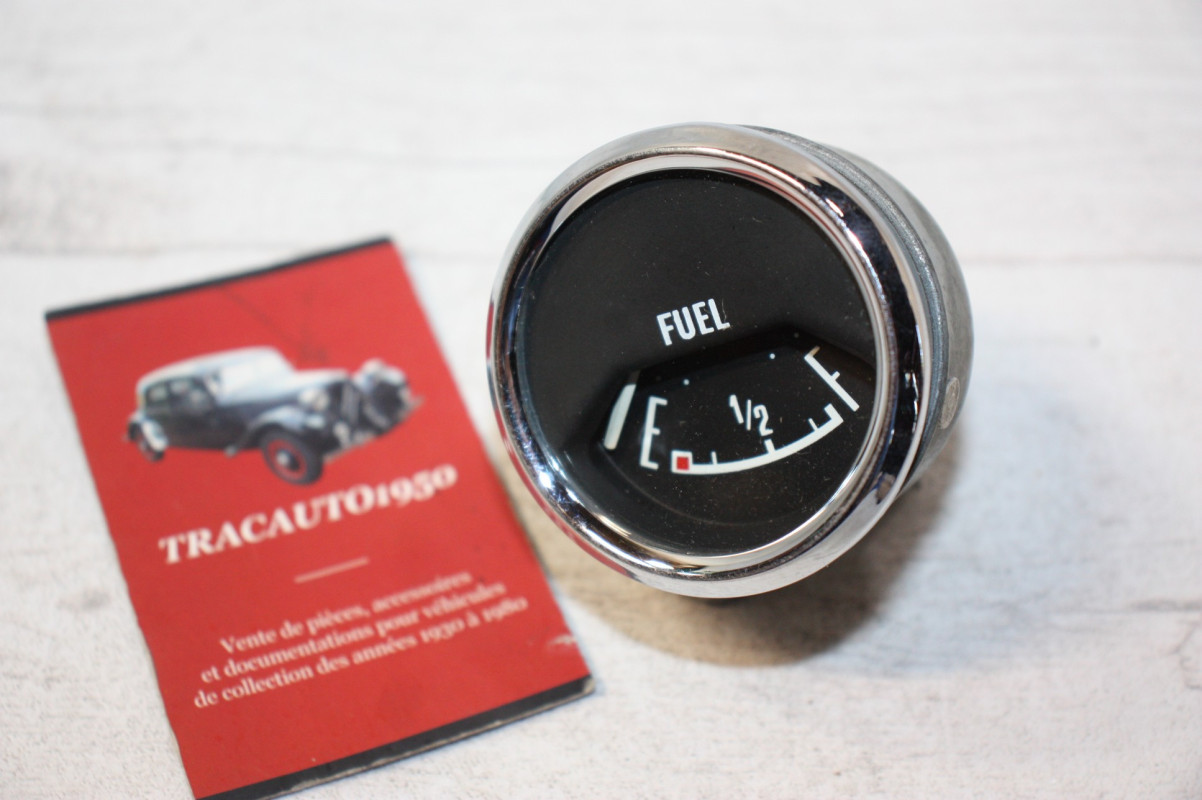 TRACAUTO1950
Vente de pièces, accessoires
et documentations pour véhicules
de collection des années 1930 à 1980
FUEL
E
1/2
F